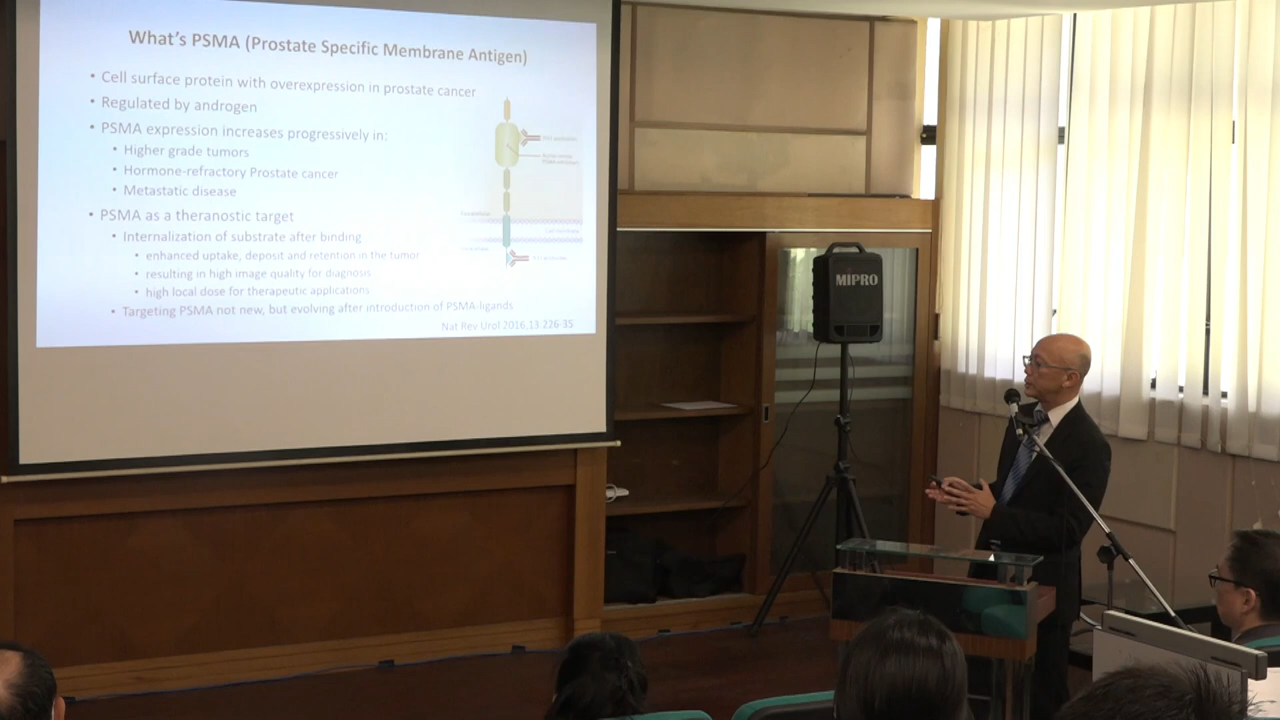 What's PSMA (Prostate Specific Membrane Antigen)
• Cell surface protein with overexpression in prostate cancer
• Regulated by androgen
• PSMA expression increases progressively in:
• Higher grade tumors
• Hormone-refractory Prostate cancer
• Metastatic disease
• PSMA as a theranostic target
• Internalization of substrate after binding
• enhanced uptake, deposit and retention in the tumor
• resulting in high image quality for diagnosis
• high local dose for therapeutic applications
• Targeting PSMA not new, but evolving after introduction of PSMA-ligands
Nat Rev Urol 2016,13 226-35
MIPRO